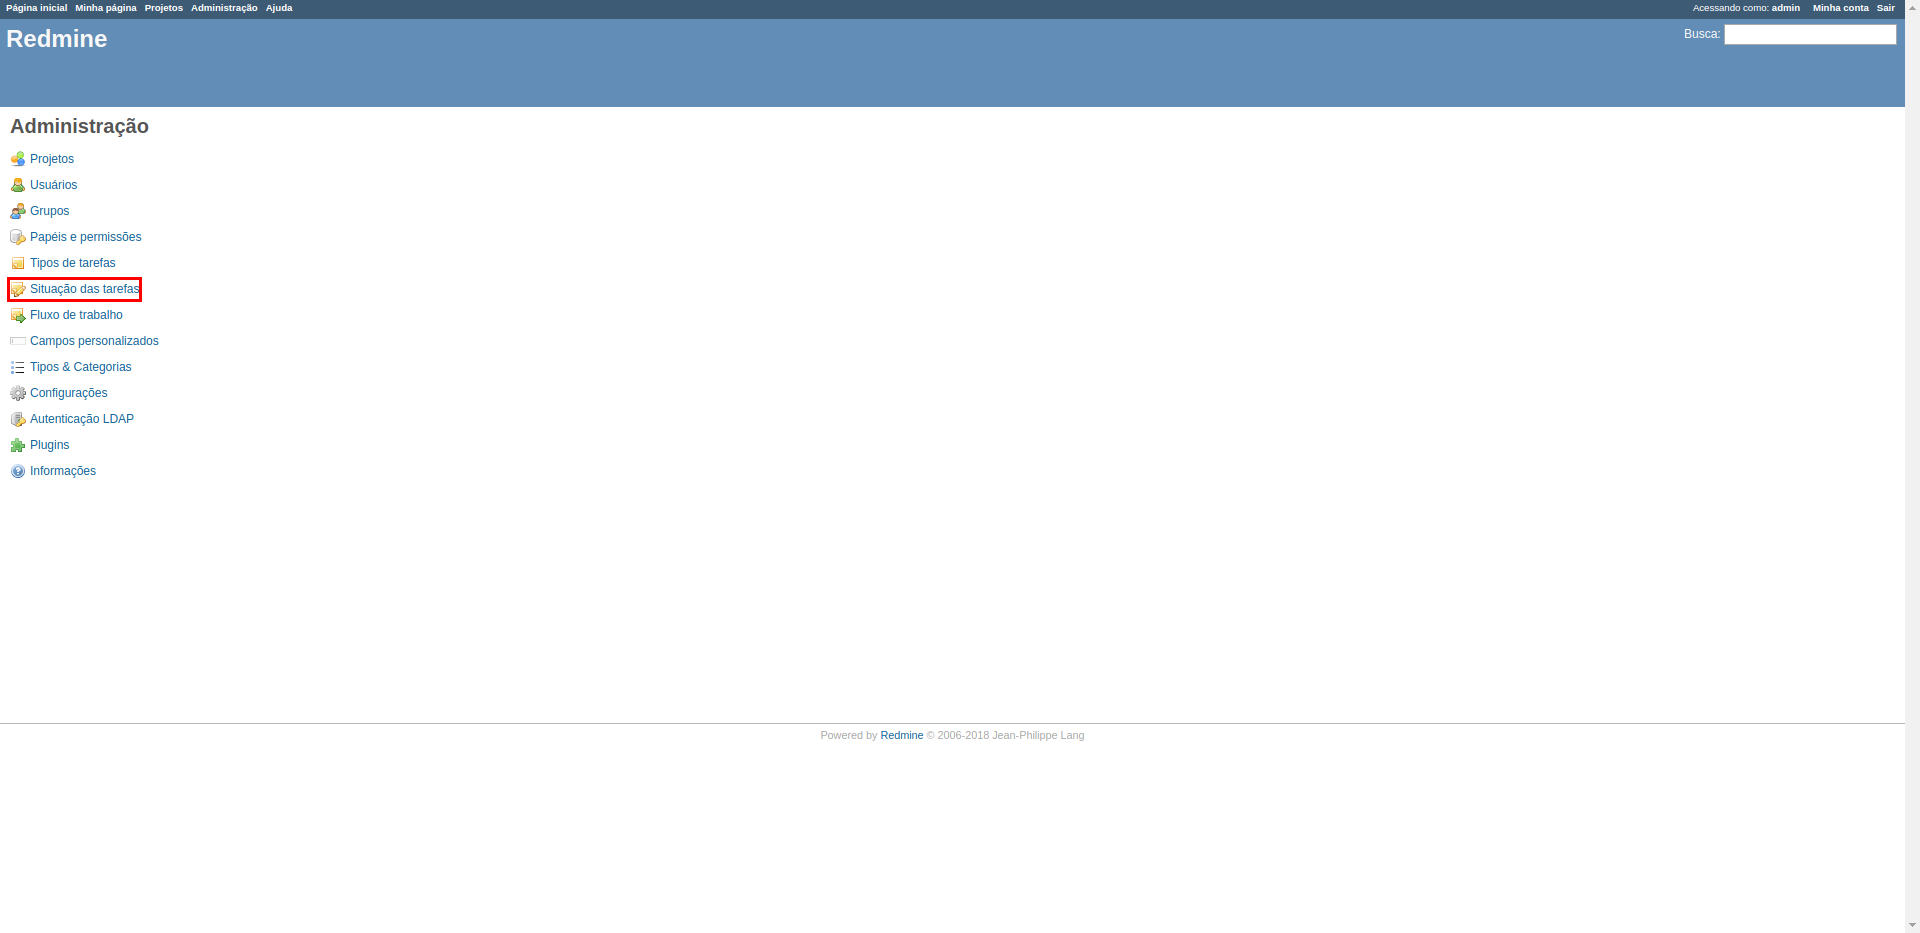 Página inicial Minha página Projetos Administração Ajuda Acessando como: admin Minha conta Sair
Redmine Busca:
Administração
Projetos
Usuários
Grupos
Papéis e permissões
Tipos de tarefas
Situação das tarefas
Fluxo de trabalho
Campos personalizados
Tipos & Categorias
Configurações
Autenticação LDAP
Plugins
Informações
Powered by Redmine © 2006-2018 Jean-Philippe Lang